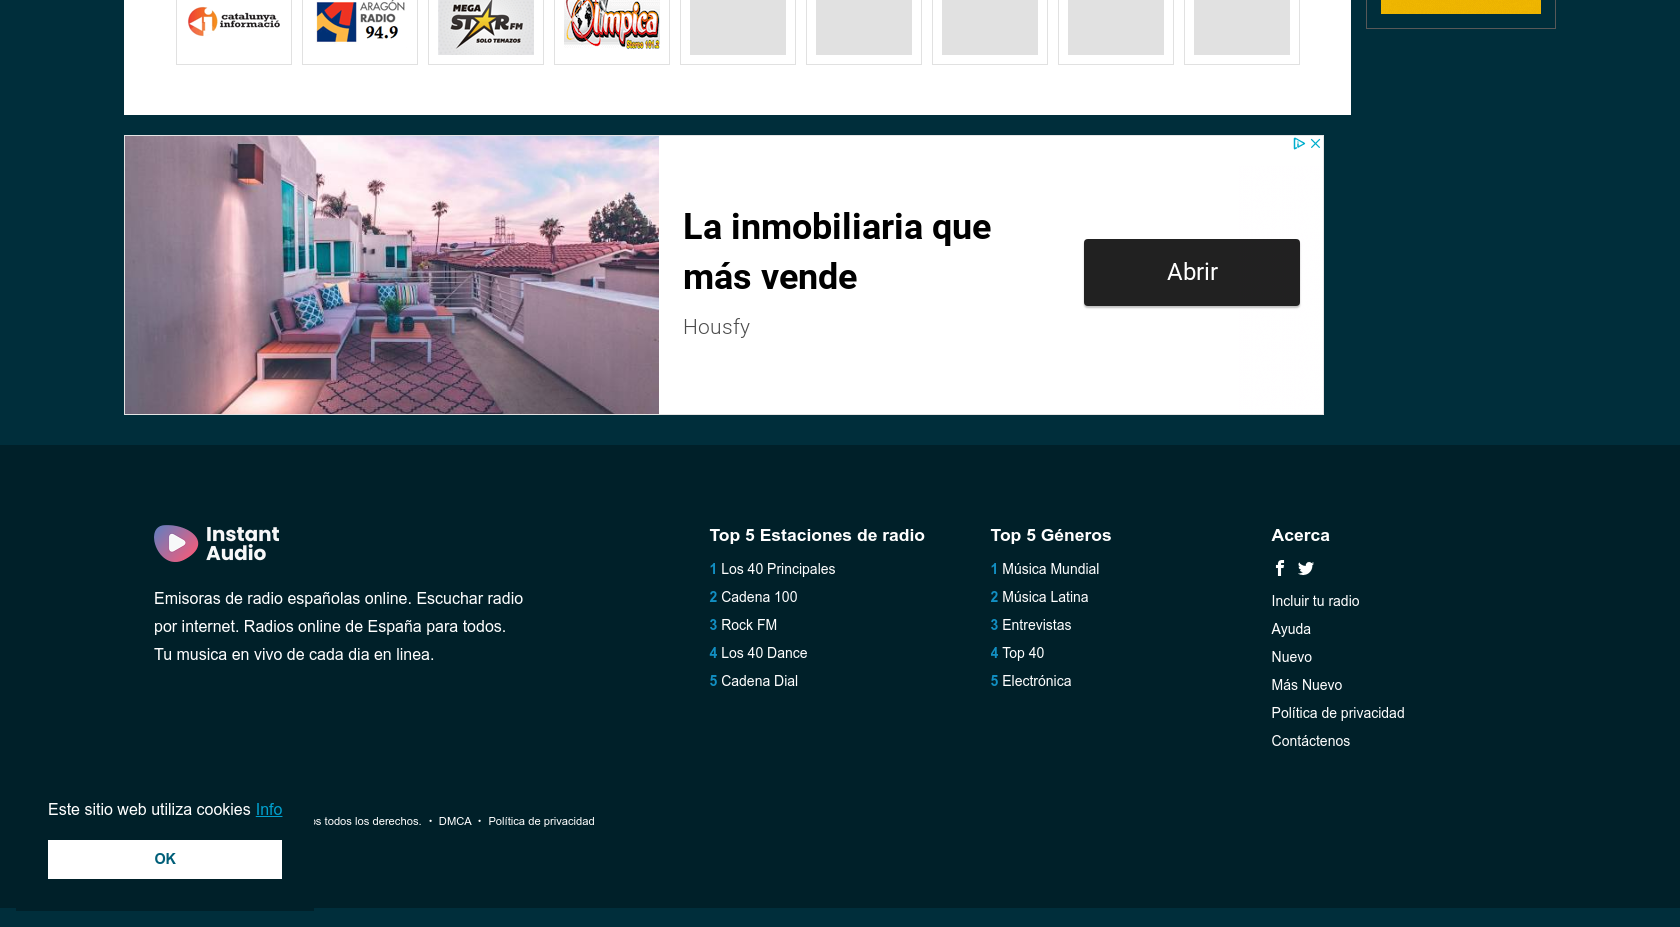 catalunya
informació
ARAGÓN
RADIO
94.9
MEGA
STAR FM
SOLO TEMAZOS
Olímpica
La inmobiliaria que
más vende
Housfy
Abrir
Instant
Audio
Emisoras de radio españolas online. Escuchar radio
por internet. Radios online de España para todos.
Tu musica en vivo de cada dia en linea.
Top 5 Estaciones de radio
1 Los 40 Principales
2 Cadena 100
3 Rock FM
4 Los 40 Dance
5 Cadena Dial
Top 5 Géneros
1 Música Mundial
2 Música Latina
3 Entrevistas
4 Top 40
5 Electrónica
Acerca
Incluir tu radio
Ayuda
Nuevo
Más Nuevo
Política de privacidad
Contáctenos
Este sitio web utiliza cookies Info
OK
todos los derechos. • DMCA • Política de privacidad